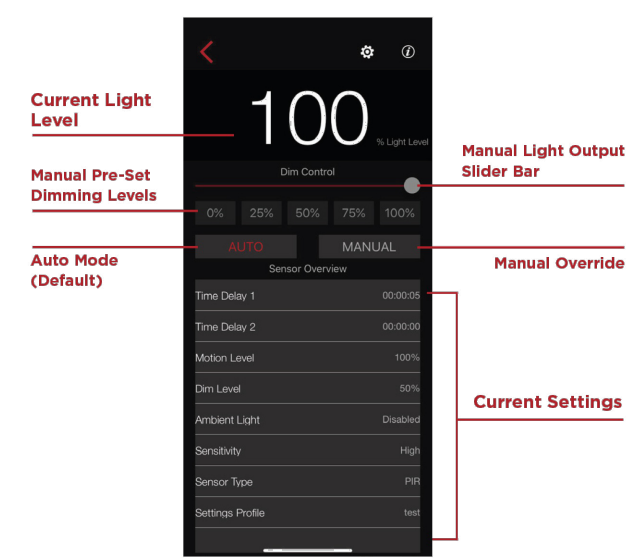 100
% Light Level
Current Light
Level
Dim Control
Manual Light Output
Slider Bar
Manual Pre-Set
Dimming Levels
0% 25% 50% 75% 100%
AUTO MANUAL
Auto Mode
(Default)
Manual Override
Sensor Overview
Time Delay 1 00:00:05
Time Delay 2 00:00:00
Motion Level 100%
Dim Level 50%
Current Settings
Ambient Light Disabled
Sensitivity High
Sensor Type PIR
Settings Profile test